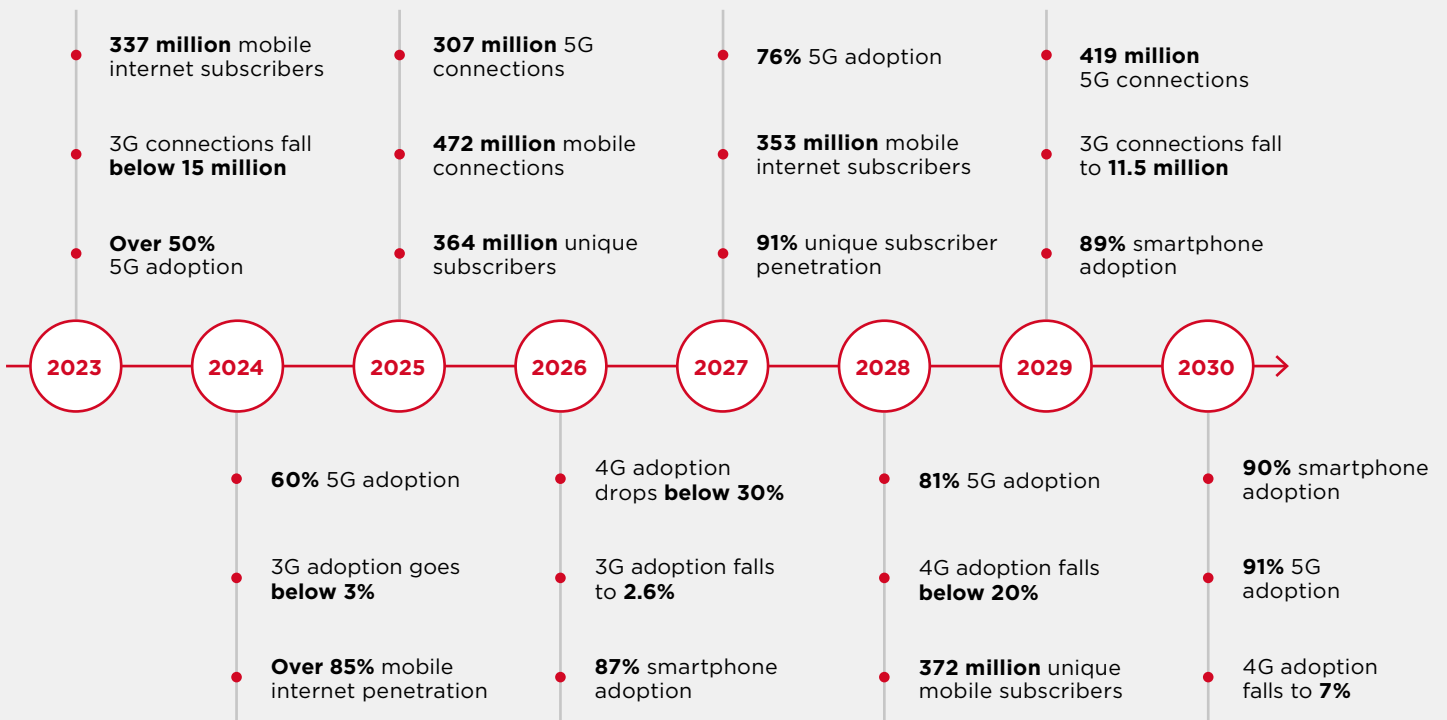 337 million mobile
internet subscribers
3G connections fall
below 15 million
Over 50%
5G adoption
307 million 5G
connections
472 million mobile
connections
364 million unique
subscribers
76% 5G adoption
353 million mobile
internet subscribers
91% unique subscriber
penetration
419 million
5G connections
3G connections fall
to 11.5 million
89% smartphone
adoption
2023
2024
2025
2026
2027
2028
2029
2030
60% 5G adoption
3G adoption goes
below 3%
Over 85% mobile
internet penetration
4G adoption
drops below 30%
3G adoption falls
to 2.6%
87% smartphone
adoption
81% 5G adoption
4G adoption falls
below 20%
372 million unique
mobile subscribers
90% smartphone
adoption
91% 5G
adoption
4G adoption
falls to 7%